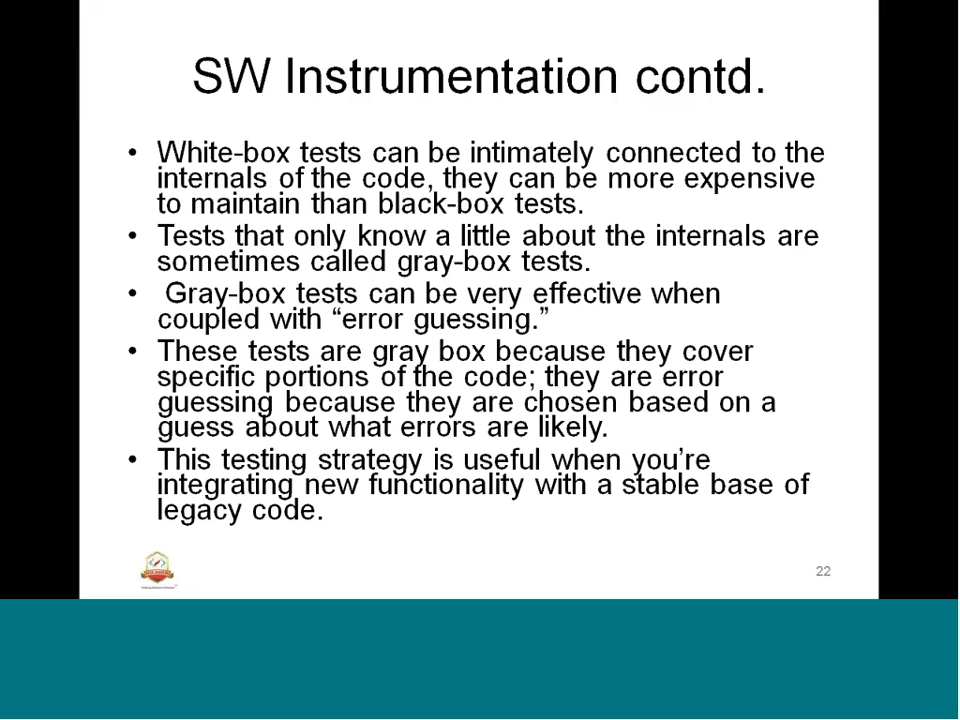 SW Instrumentation contd.
• White-box tests can be intimately connected to the
internals of the code, they can be more expensive
to maintain than black-box tests.
• Tests that only know a little about the internals are
sometimes called gray-box tests.
• Gray-box tests can be very effective when
coupled with “error guessing.”
• These tests are gray box because they cover
specific portions of the code; they are error
guessing because they are chosen based on a
guess about what errors are likely.
• This testing strategy is useful when you’re
integrating new functionality with a stable base of
legacy code.
22